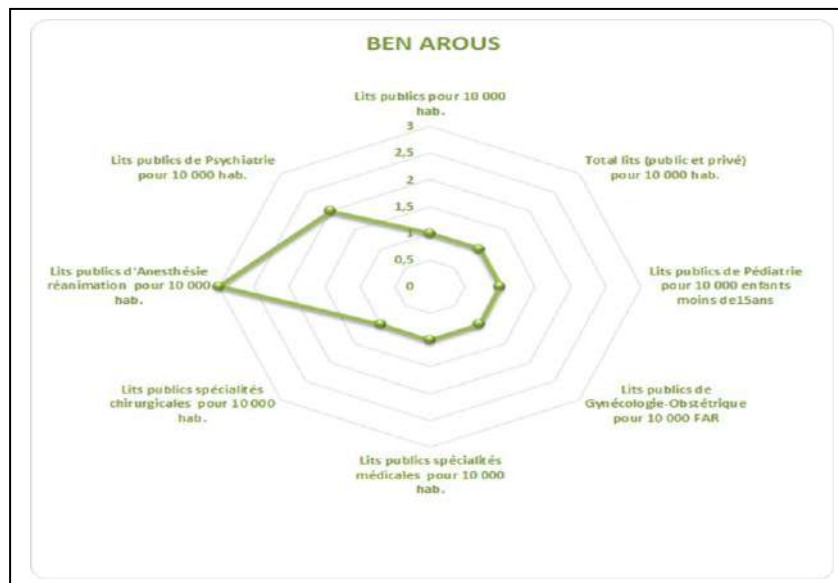 BEN AROUS
Lits publics pour 10 000
hab.
3
2,5
2
1,5
1
0,5
0
Total lits (public et privé)
pour 10 000 hab.
Lits publics de Pédiatrie
pour 10 000 enfants
moins de15ans
Lits publics de
Gynécologie-Obstétrique
pour 10 000 FAR
Lits publics spécialités
médicales pour 10 000
hab.
Lits publics spécialités
chirurgicales pour 10 000
hab.
Lits publics d'Anesthésie
réanimation pour 10 000
hab.
Lits publics de Psychiatrie
pour 10 000 hab.